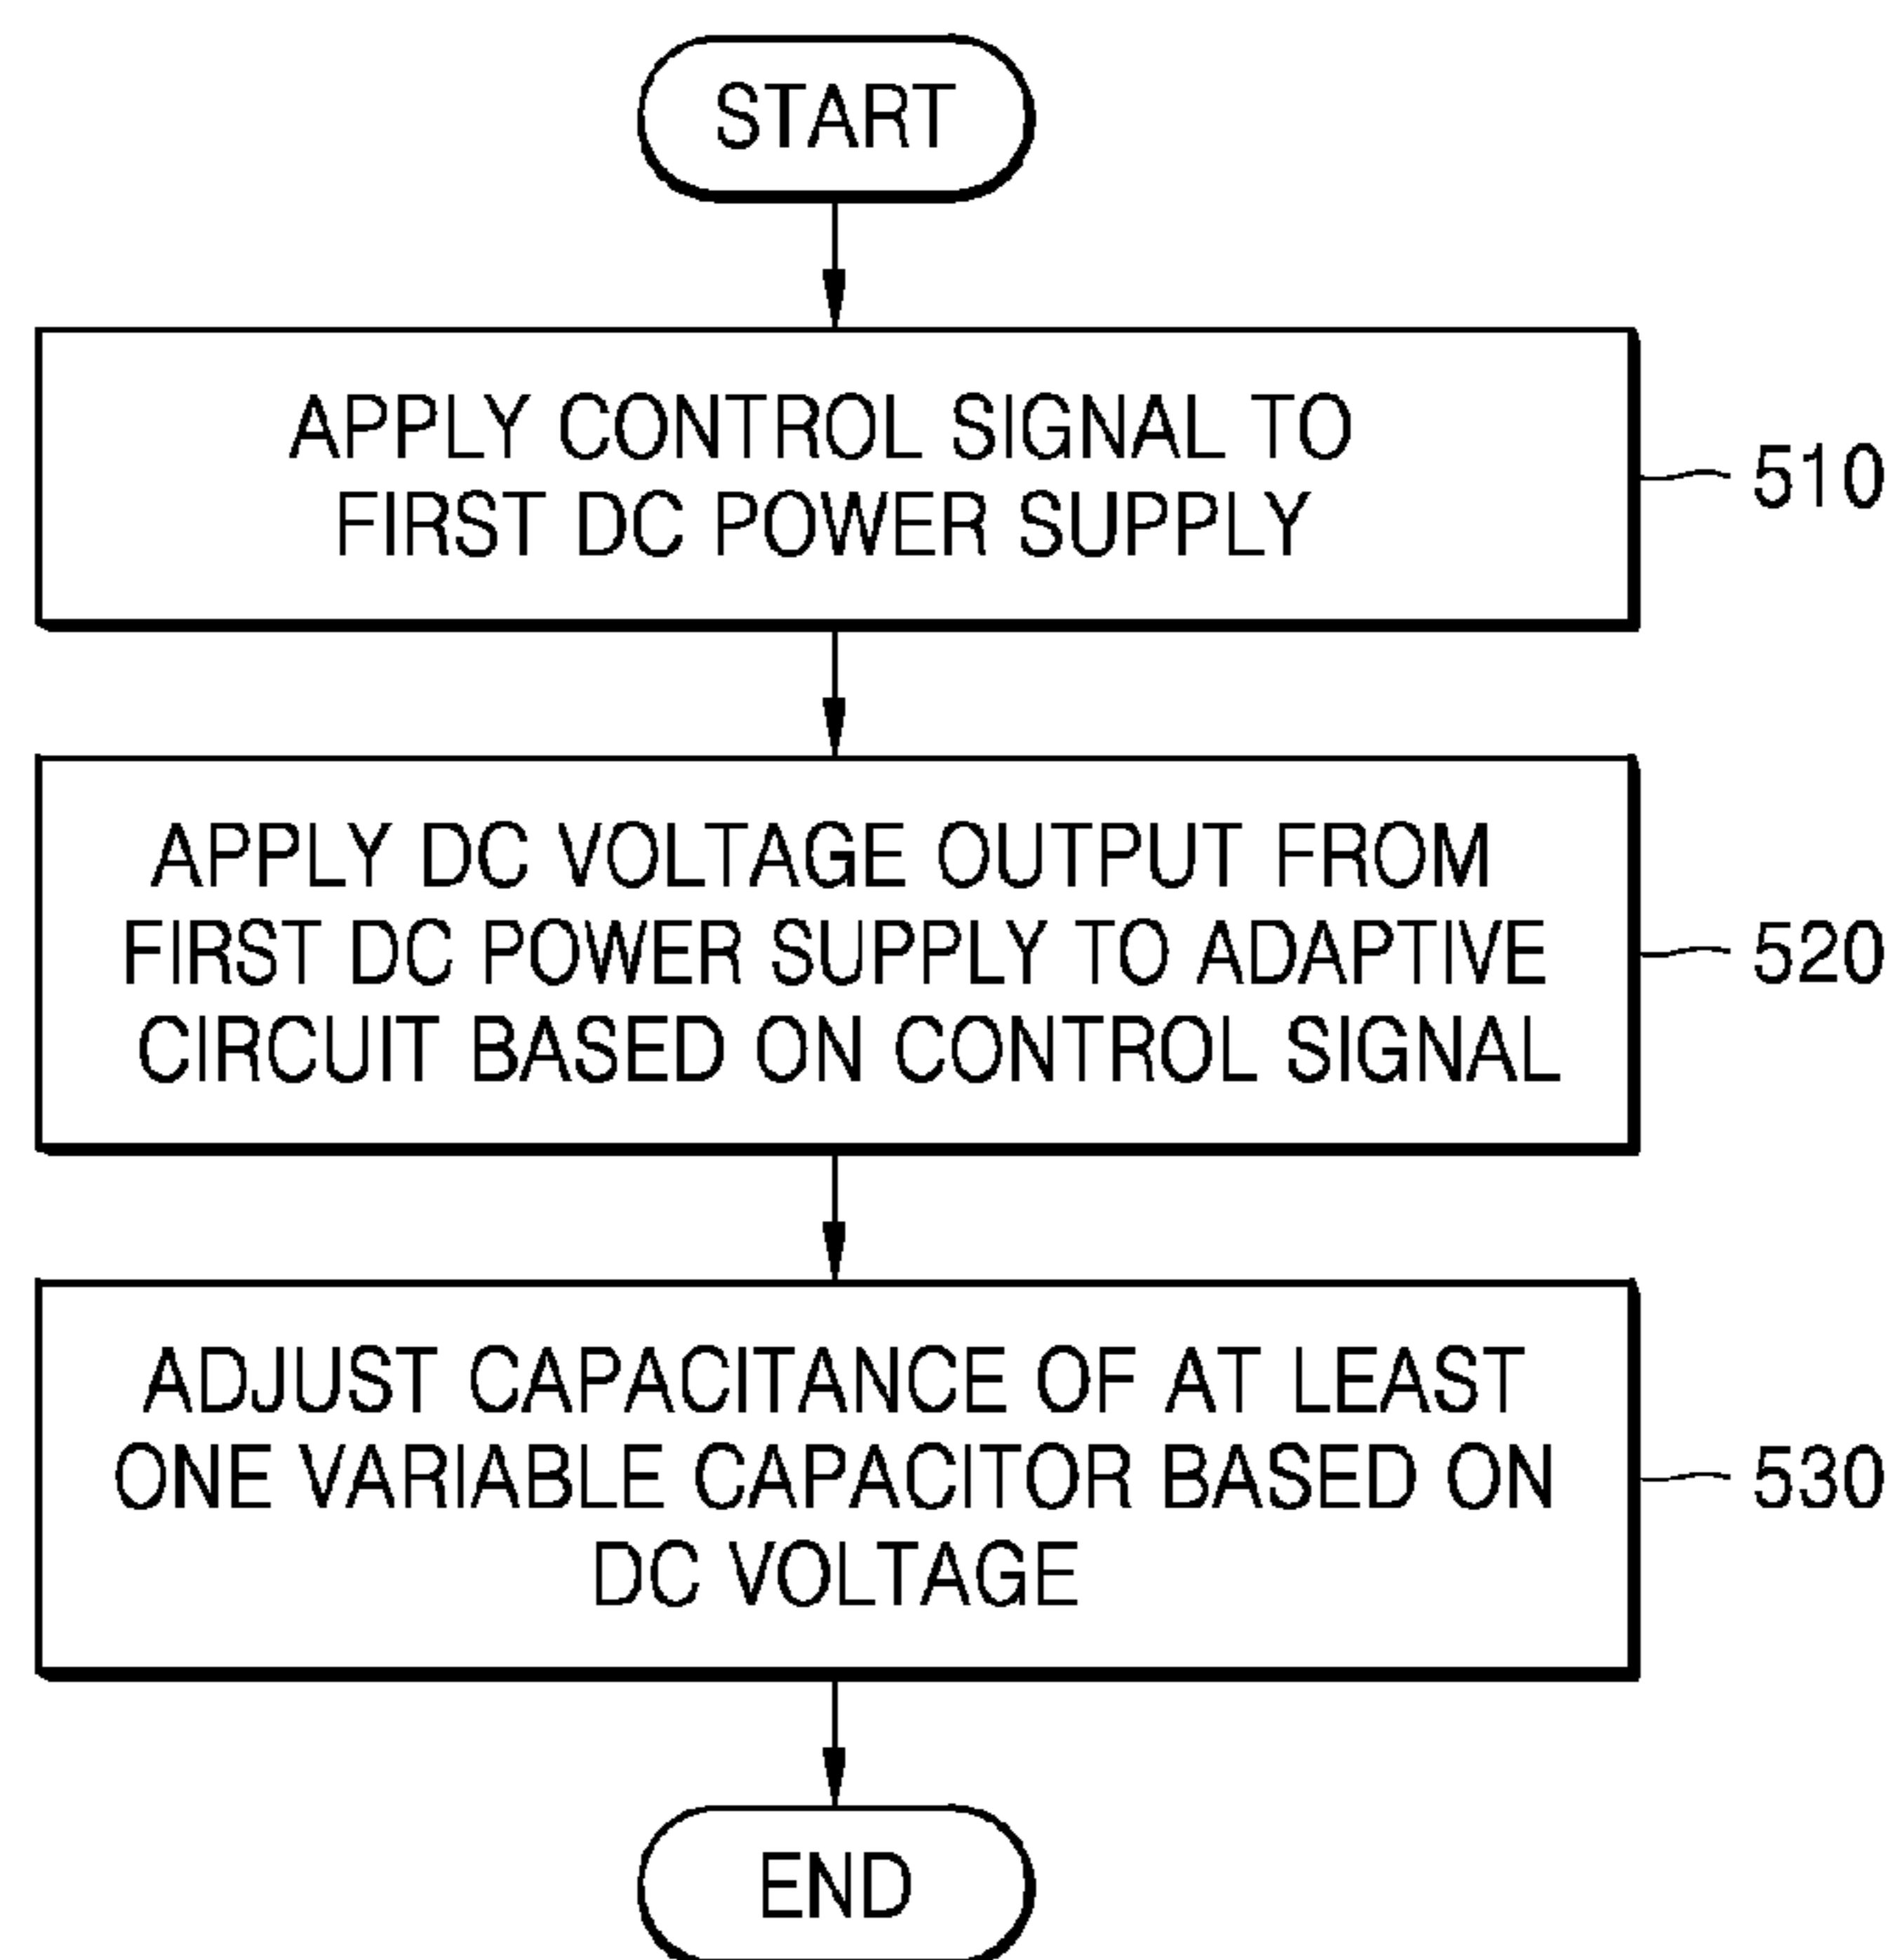 START
APPLY CONTROL SIGNAL TO
FIRST DC POWER SUPPLY
510
APPLY DC VOLTAGE OUTPUT FROM
FIRST DC POWER SUPPLY TO ADAPTIVE
CIRCUIT BASED ON CONTROL SIGNAL
520
ADJUST CAPACITANCE OF AT LEAST
ONE VARIABLE CAPACITOR BASED ON
DC VOLTAGE
530
END